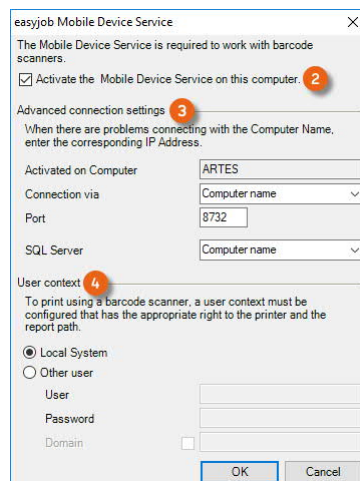 easyjob Mobile Device Service
The Mobile Device Service is required to work with barcode
scanners.
Activate the Mobile Device Service on this computer. 2
Advanced connection settings 3
When there are problems connecting with the Computer Name,
enter the corresponding IP Address.
Activated on Computer ARTES
Connection via Computer name
Port 8732
SQL Server Computer name
User context 4
To print using a barcode scanner, a user context must be
configured that has the appropriate right to the printer and the
report path.
Local System
Other user
User
Password
Domain
OK Cancel